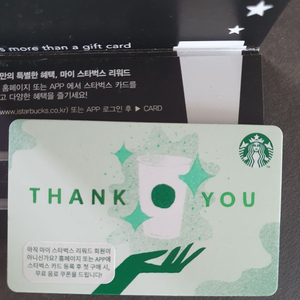 s more than a gift card
만의 특별한 혜택, 마이 스타벅스 리워드
홈페이지 또는 APP 에서 스타벅스 카드를
고 다양한 혜택을 즐기세요!
www.istarbucks.co.kr) 또는 APP 로그인 후 ▶ CARD
THANK YOU
아직 마이 스타벅스 리워드 회원이
아니신가요? 홈페이지 또는 APP에
스타벅스 카드 등록 후 첫 구매 시,
무료 음료 쿠폰을 드립니다!